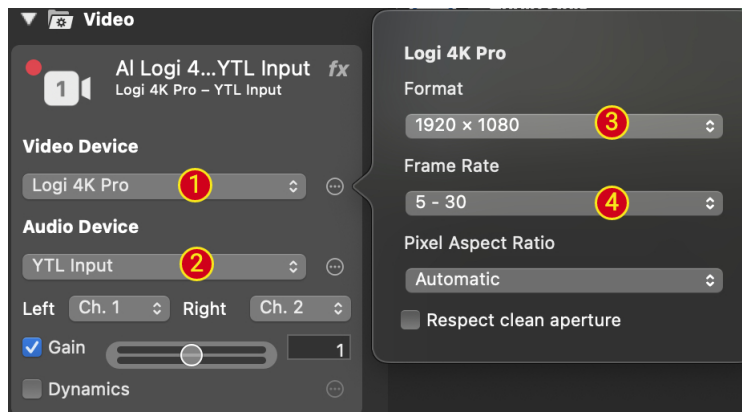 Video
1
AI Logi 4...YTL Input fx
Logi 4K Pro – YTL Input
Video Device
Logi 4K Pro 1
Audio Device
YTL Input 2
Left Ch. 1 Right Ch. 2
Gain 1
Dynamics
Logi 4K Pro
Format
1920 × 1080 3
Frame Rate
5 - 30 4
Pixel Aspect Ratio
Automatic
Respect clean aperture